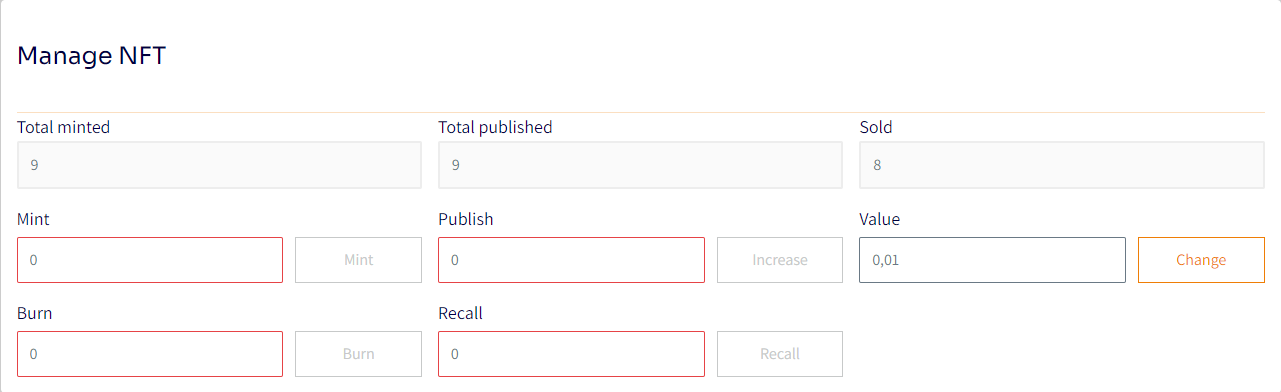 Manage NFT
Total minted Total published Sold
9 9 8
Mint Publish Value
0 Mint 0 Increase 0,01 Change
Burn Recall
0 Burn 0 Recall